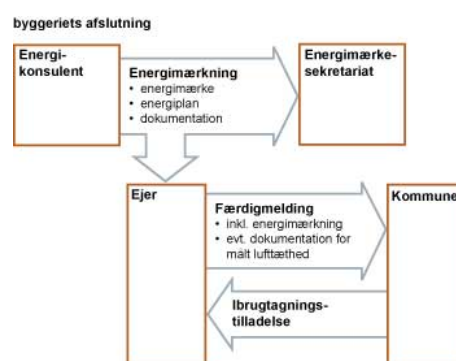 byggeriets afslutning
Energi-
konsulent
Energimærkning
• energimærke
• energiplan
• dokumentation
Energimærke-
sekretariat
Ejer
Færdigmelding
• inkl. energimærkning
• evt. dokumentation for
målt lufttæthed
Kommune
Ibrugtagnings-
tilladelse